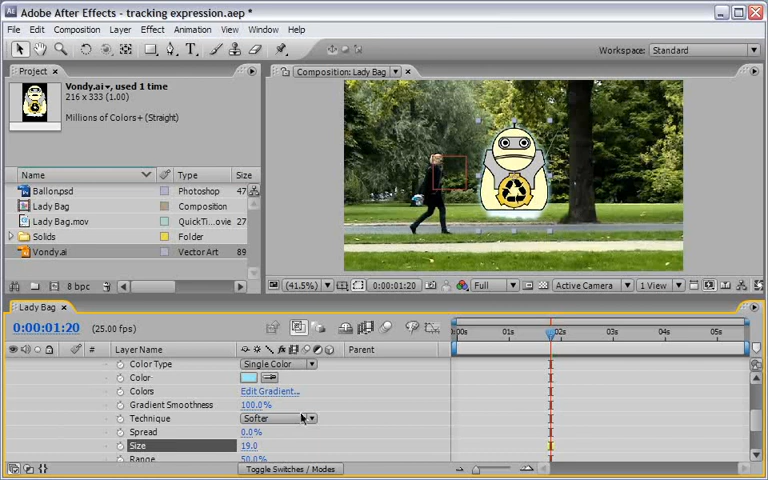 Adobe After Effects - tracking expression.aep *
File Edit Composition Layer Effect Animation View Window Help
Workspace: Standard
Project
Composition: Lady Bag
Vondy.ai, used 1 time
216 x 333 (1.00)
Millions of Colors+ (Straight)
Name Type Size
Ballon.psd Photoshop 47
Lady Bag Composition
Lady Bag.mov QuickTi...ovie 22
Solids Folder
Vondy.ai Vector Art 89
8 bpc
(41.5%) 0:00:01:20 Full Active Camera 1 View
Lady Bag
0:00:01:20 (25.00 fps)
:00s 01s 02s 03s 04s 05s
# Layer Name Parent
Color Type Single Color
Color
Colors Edit Gradient...
Gradient Smoothness 100.0%
Technique Softer
Spread 0.0%
Size 19.0
Range 50.0%
Toggle Switches / Modes